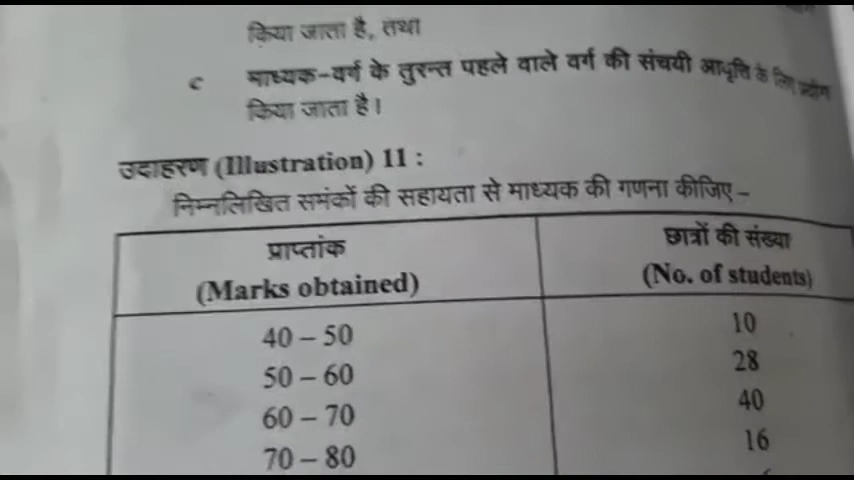 किया जाता है, तथा
c माध्यक-वर्ग के तुरन्त पहले वाले वर्ग की संचयी आवृत्ति के लिए प्रयोग
किया जाता है।
उदाहरण (Illustration) 11 :
निम्नलिखित समंकों की सहायता से माध्यक की गणना कीजिए –
प्राप्तांक छात्रों की संख्या
(Marks obtained) (No. of students)
40 – 50 10
50 – 60 28
60 – 70 40
70 – 80 16